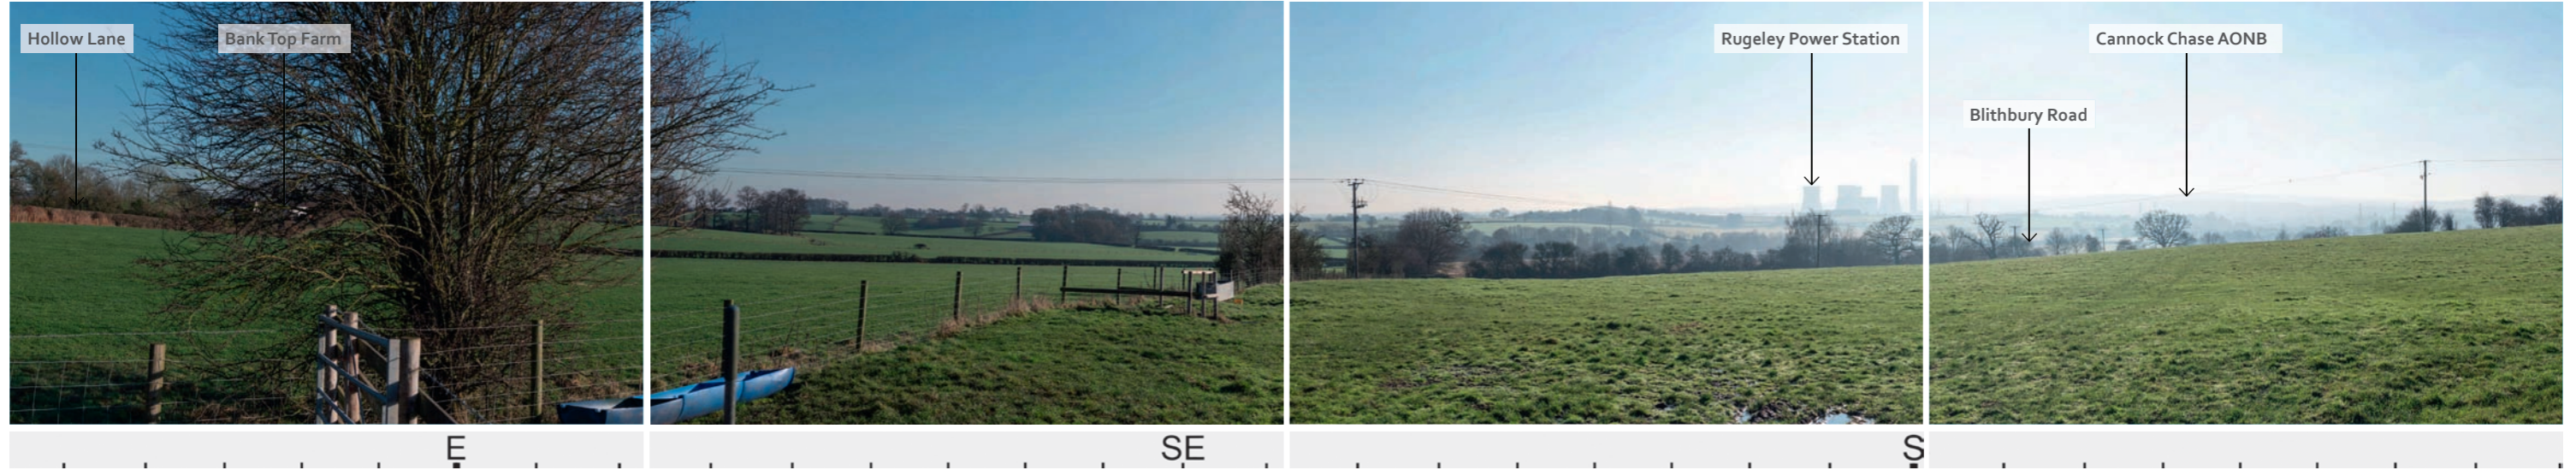 Hollow Lane
Bank Top Farm
Rugeley Power Station
Cannock Chase AONB
Blithbury Road
E
SE
S